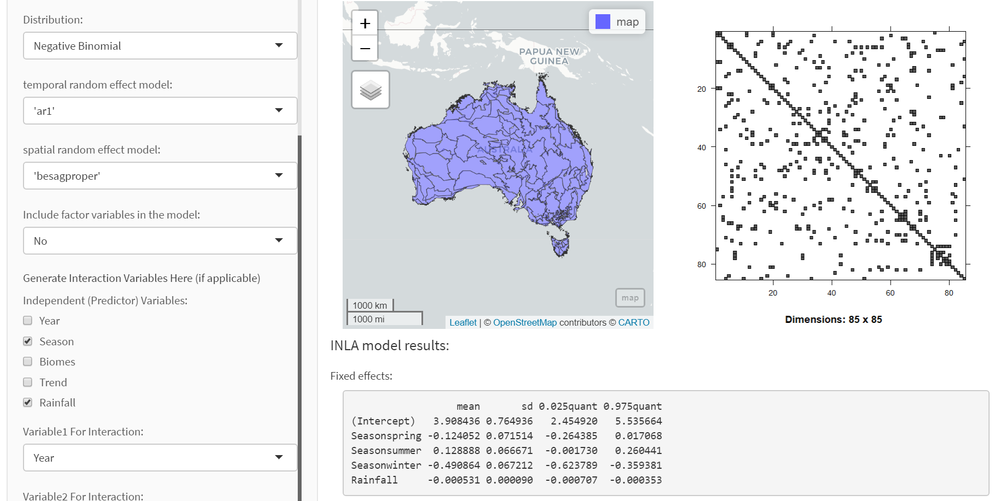 Distribution:
Negative Binomial
temporal random effect model:
'ar1'
spatial random effect model:
'besagproper'
Include factor variables in the model:
No
Generate Interaction Variables Here (if applicable)
Independent (Predictor) Variables:
Year
Season
Biomes
Trend
Rainfall
Variable1 For Interaction:
Year
Variable2 For Interaction:
+
−
map
PAPUA NEW
GUINEA
AUSTRALIA
map
1000 km
1000 mi
Leaflet | © OpenStreetMap contributors © CARTO
20
40
60
80
20 40 60 80
Dimensions: 85 x 85
INLA model results:
Fixed effects:
mean sd 0.025quant 0.975quant
(Intercept) 3.908436 0.764936 2.454920 5.535664
Seasonspring -0.124052 0.071514 -0.264385 0.017068
Seasonsummer 0.128888 0.066671 -0.001730 0.260441
Seasonwinter -0.490864 0.067212 -0.623789 -0.359381
Rainfall -0.000531 0.000090 -0.000707 -0.000353